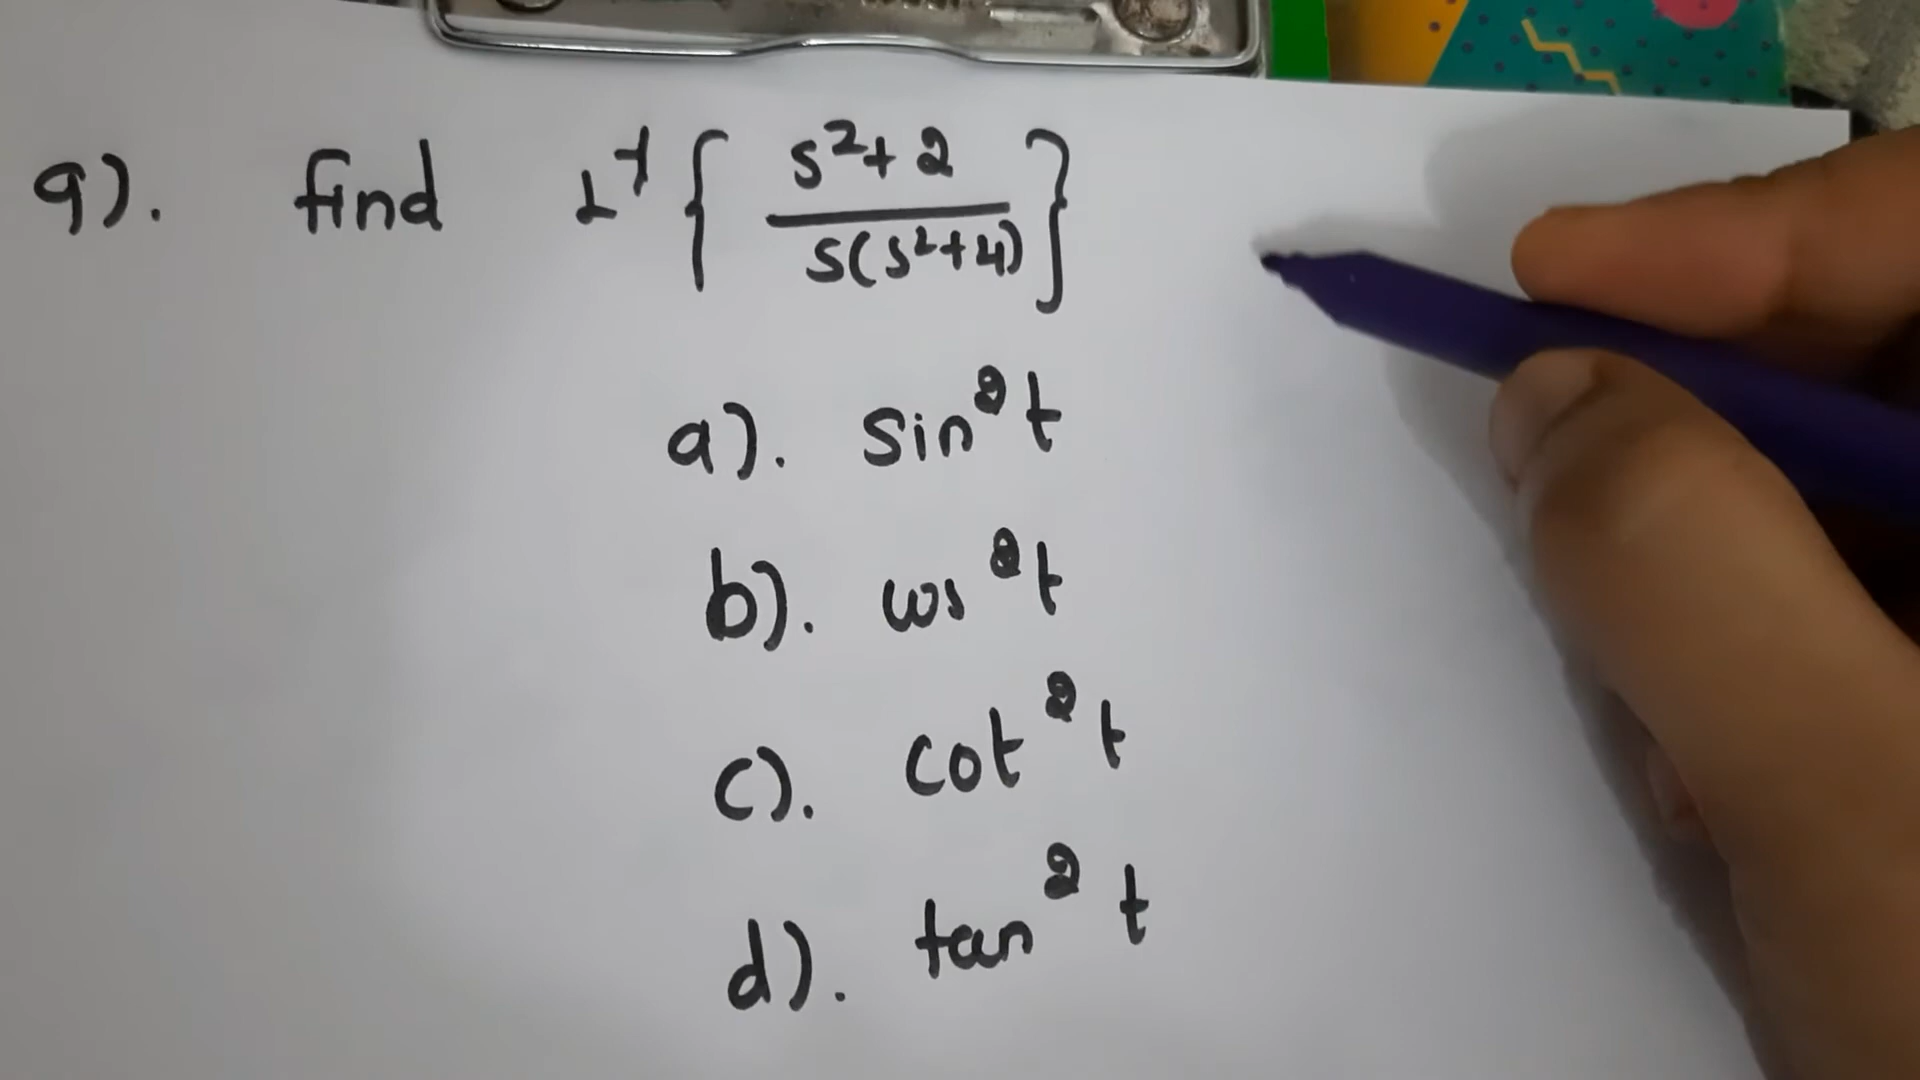 9). find L⁻¹ { s²+2 / s(s²+4) }
a). sin²t
b). cos²t
c). cot²t
d). tan²t